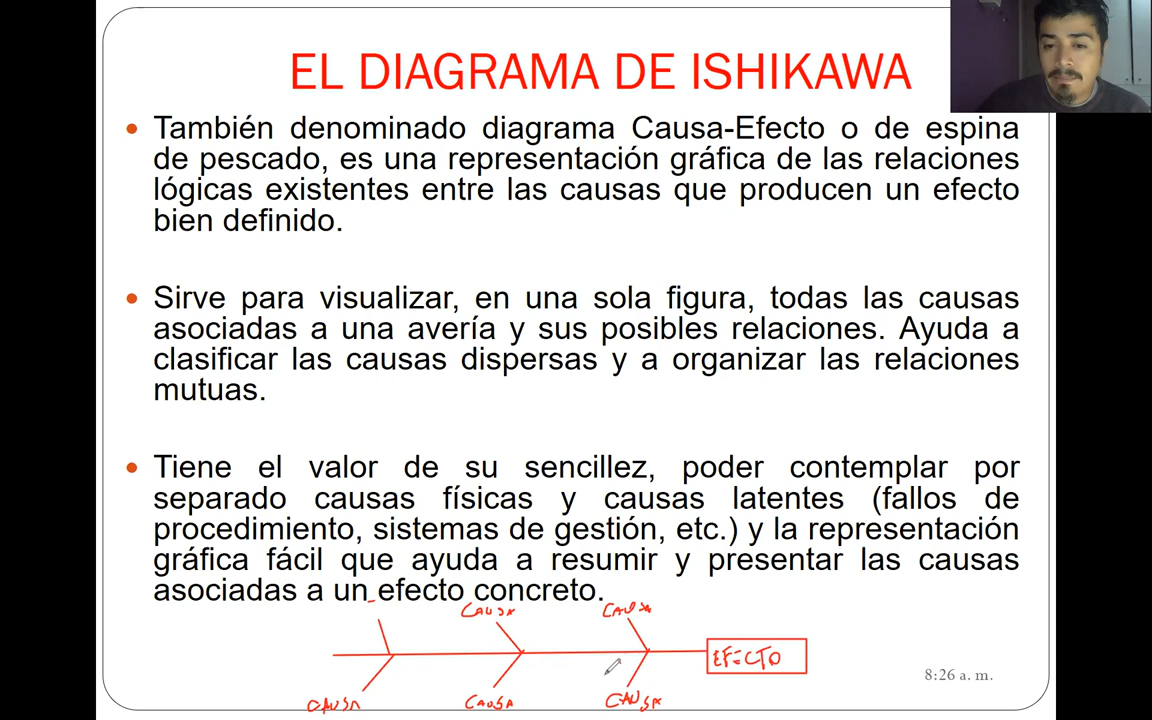 EL DIAGRAMA DE ISHIKAWA
• También denominado diagrama Causa-Efecto o de espina
de pescado, es una representación gráfica de las relaciones
lógicas existentes entre las causas que producen un efecto
bien definido.
• Sirve para visualizar, en una sola figura, todas las causas
asociadas a una avería y sus posibles relaciones. Ayuda a
clasificar las causas dispersas y a organizar las relaciones
mutuas.
• Tiene el valor de su sencillez, poder contemplar por
separado causas físicas y causas latentes (fallos de
procedimiento, sistemas de gestión, etc.) y la representación
gráfica fácil que ayuda a resumir y presentar las causas
asociadas a un efecto concreto.
CAUSA CAUSA
EFECTO
CAUSA CAUSA CAUSA
8:26 a. m.